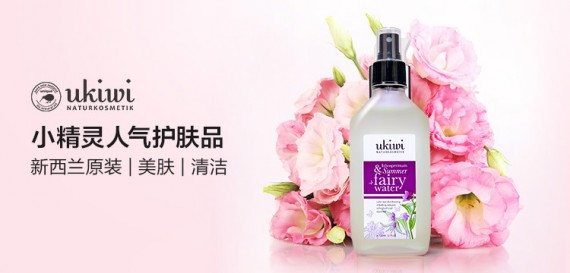 ukiwi
NATURKOSMETIK
小精灵人气护肤品
新西兰原装 | 美肤 | 清洁
ukiwi
NATURKOSMETIK
& Summer
fairy
water